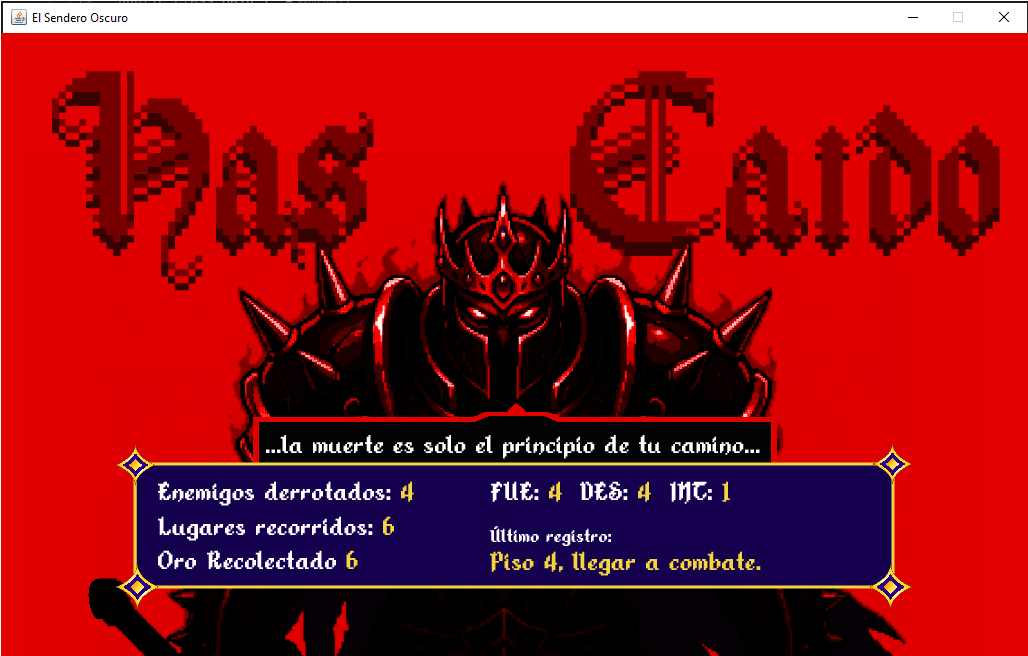 El Sendero Oscuro
Has Caído
...la muerte es solo el principio de tu camino...
Enemigos derrotados: 4
Lugares recorridos: 6
Oro Recolectado 6
FUE: 4 DES: 4 INT: 1
Último registro:
Piso 4, llegar a combate.